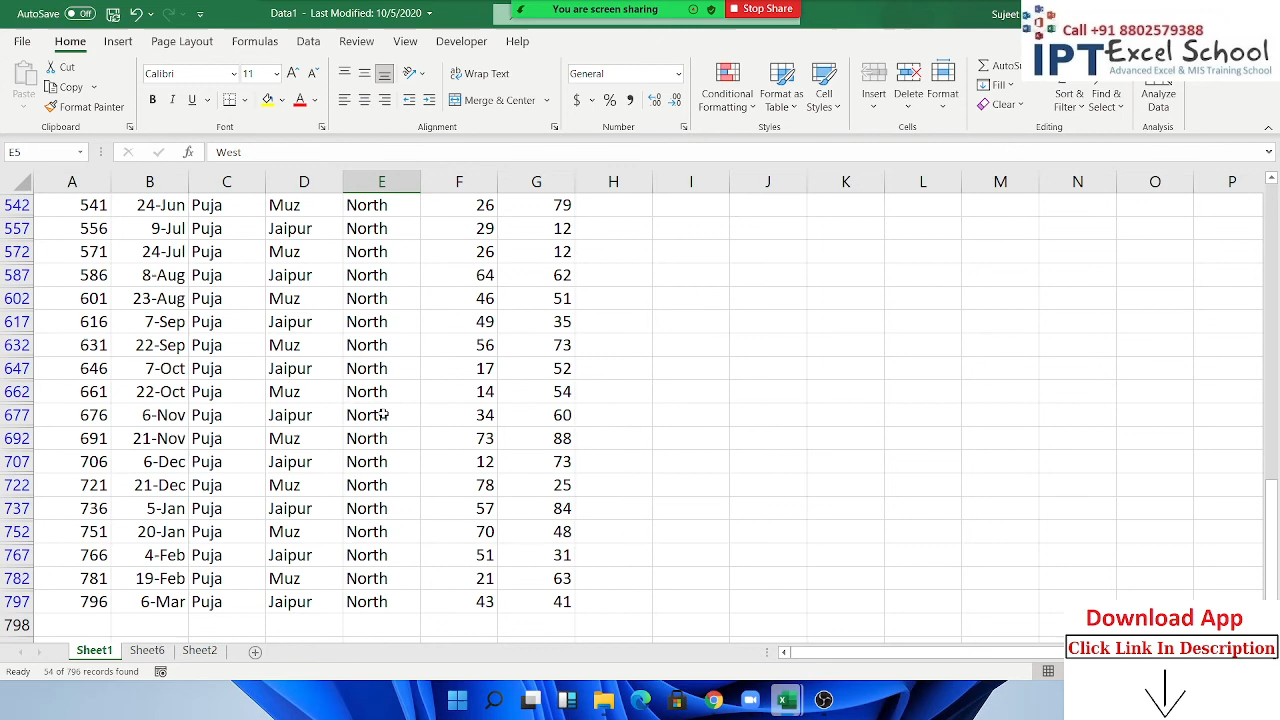 AutoSave Off Data1 - Last Modified: 10/5/2020 You are screen sharing Stop Share Sujeet
Call +91 8802579388
IPT Excel School
Advanced Excel & MIS Training School
File Home Insert Page Layout Formulas Data Developer Help
Paste Cut Copy Format Painter
Calibri 11 B I U A
Wrap Text Merge & Center
General $ % ,
Conditional Formatting Format as Table Cell Styles
Insert Delete Format
Fill Clear Sort & Filter Find & Select
Analyze Data
Clipboard Font Alignment Number Styles Cells Editing Analysis
E5 fx West
A B C D E F G H I J K L M N O P
542 541 24-Jun Puja Muz North 26 79
557 556 9-Jul Puja Jaipur North 29 12
572 571 24-Jul Puja Muz North 26 12
587 586 8-Aug Puja Jaipur North 64 62
602 601 23-Aug Puja Muz North 46 51
617 616 7-Sep Puja Jaipur North 49 35
632 631 22-Sep Puja Muz North 56 73
647 646 7-Oct Puja Jaipur North 17 52
662 661 22-Oct Puja Muz North 14 54
677 676 6-Nov Puja Jaipur North 34 60
692 691 21-Nov Puja Muz North 73 88
707 706 6-Dec Puja Jaipur North 12 73
722 721 21-Dec Puja Muz North 78 25
737 736 5-Jan Puja Jaipur North 57 84
752 751 20-Jan Puja Muz North 70 48
767 766 4-Feb Puja Jaipur North 51 31
782 781 19-Feb Puja Muz North 21 63
797 796 6-Mar Puja Jaipur North 43 41
798
Sheet1 Sheet6 Sheet2
Ready 54 of 796 records found
Download App
Click Link In Description